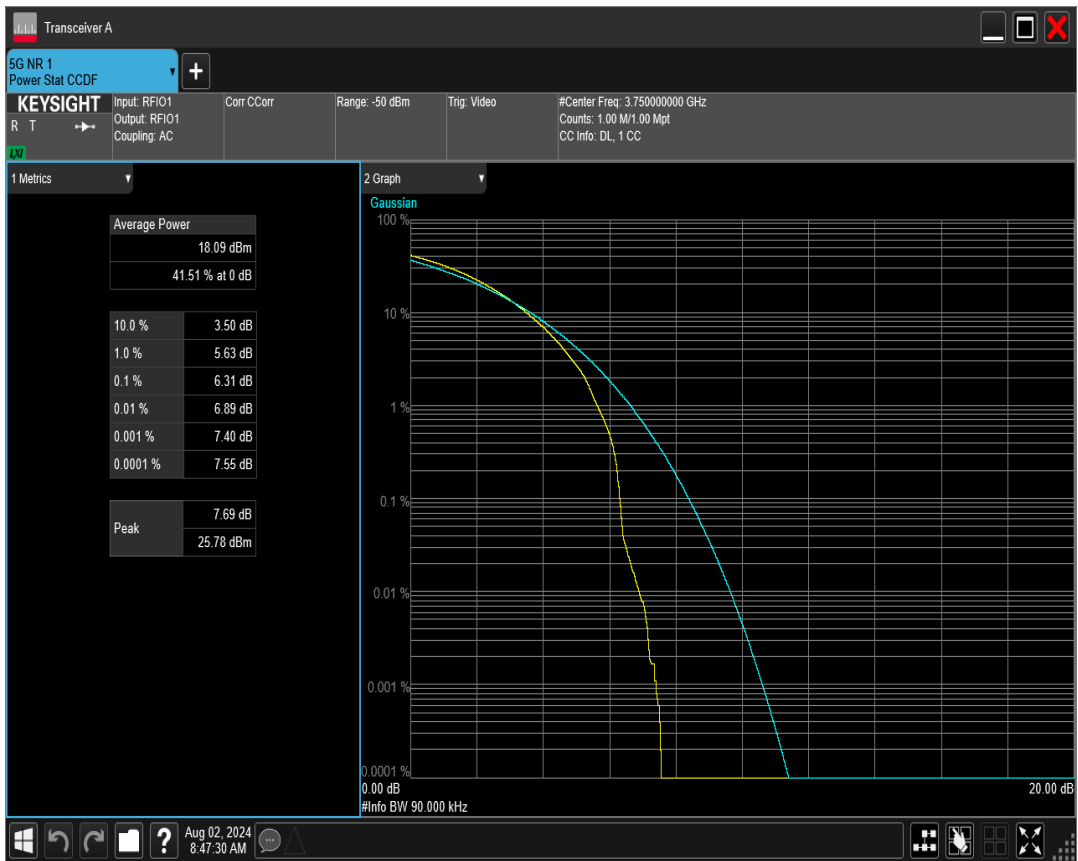 Transceiver A
5G NR 1
Power Stat CCDF
KEYSIGHT
R T
LXI
Input: RFIO1
Output: RFIO1
Coupling: AC
Corr CCorr
Range: -50 dBm
Trig: Video
#Center Freq: 3.750000000 GHz
Counts: 1.00 M/1.00 Mpt
CC Info: DL, 1 CC
1 Metrics
Average Power
18.09 dBm
41.51 % at 0 dB
10.0 % 3.50 dB
1.0 % 5.63 dB
0.1 % 6.31 dB
0.01 % 6.89 dB
0.001 % 7.40 dB
0.0001 % 7.55 dB
Peak
7.69 dB
25.78 dBm
2 Graph
Gaussian
100 %
10 %
1 %
0.1 %
0.01 %
0.001 %
0.0001 %
0.00 dB 20.00 dB
#Info BW 90.000 kHz
?
Aug 02, 2024
8:47:30 AM